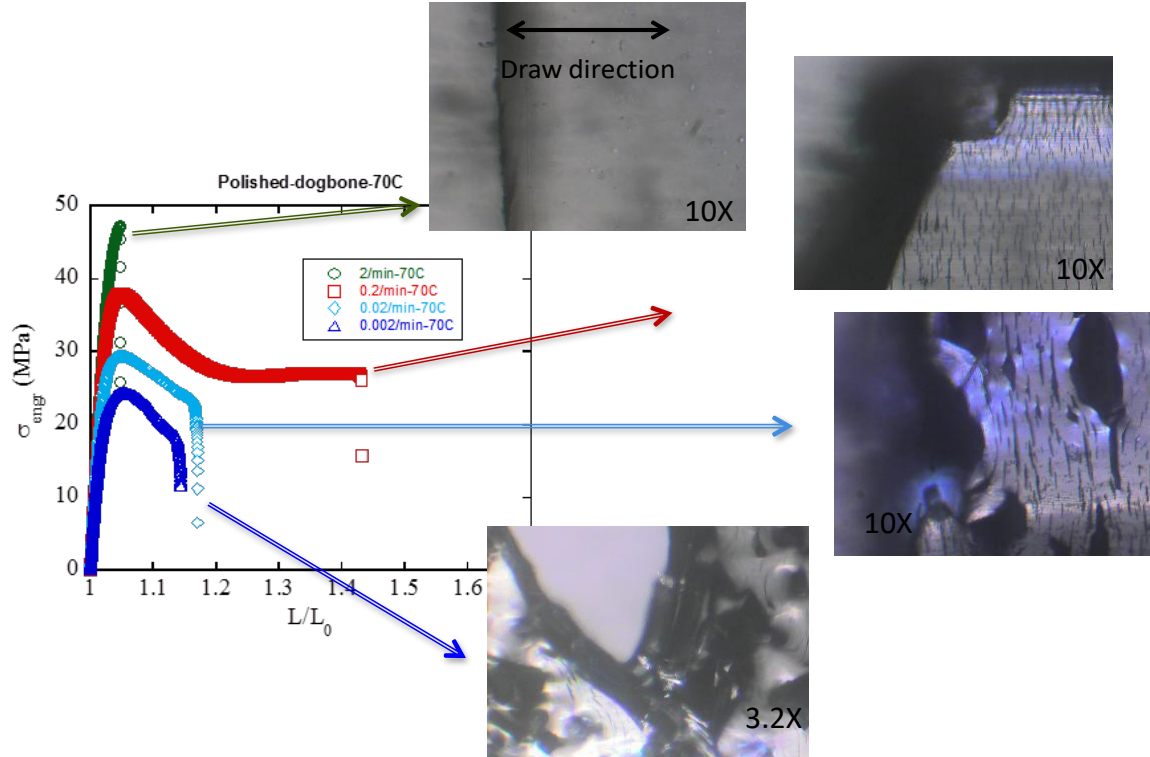 Draw direction
10X
10X
Polished-dogbone-70C
50
40
30
20
10
0
σengr (MPa)
2/min-70C
0.2/min-70C
0.02/min-70C
0.002/min-70C
10X
1 1.1 1.2 1.3 1.4 1.5 1.6
L/L0
3.2X